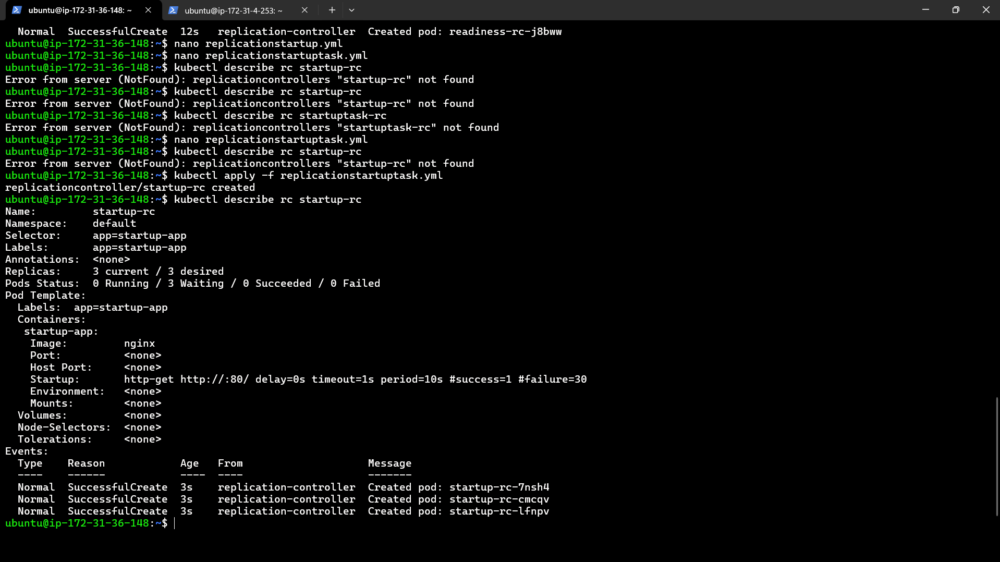 ubuntu@ip-172-31-36-148: ~
ubuntu@ip-172-31-4-253: ~
  Normal  SuccessfulCreate  12s   replication-controller  Created pod: readiness-rc-j8bww
ubuntu@ip-172-31-36-148:~$ nano replicationstartup.yml
ubuntu@ip-172-31-36-148:~$ nano replicationstartuptask.yml
ubuntu@ip-172-31-36-148:~$ kubectl describe rc startup-rc
Error from server (NotFound): replicationcontrollers "startup-rc" not found
ubuntu@ip-172-31-36-148:~$ kubectl describe rc startup-rc
Error from server (NotFound): replicationcontrollers "startup-rc" not found
ubuntu@ip-172-31-36-148:~$ kubectl describe rc startuptask-rc
Error from server (NotFound): replicationcontrollers "startuptask-rc" not found
ubuntu@ip-172-31-36-148:~$ nano replicationstartuptask.yml
ubuntu@ip-172-31-36-148:~$ kubectl describe rc startup-rc
Error from server (NotFound): replicationcontrollers "startup-rc" not found
ubuntu@ip-172-31-36-148:~$ kubectl apply -f replicationstartuptask.yml
replicationcontroller/startup-rc created
ubuntu@ip-172-31-36-148:~$ kubectl describe rc startup-rc
Name:         startup-rc
Namespace:    default
Selector:     app=startup-app
Labels:       app=startup-app
Annotations:  <none>
Replicas:     3 current / 3 desired
Pods Status:  0 Running / 3 Waiting / 0 Succeeded / 0 Failed
Pod Template:
  Labels:  app=startup-app
  Containers:
   startup-app:
    Image:         nginx
    Port:          <none>
    Host Port:     <none>
    Startup:       http-get http://:80/ delay=0s timeout=1s period=10s #success=1 #failure=30
    Environment:   <none>
    Mounts:        <none>
  Volumes:         <none>
  Node-Selectors:  <none>
  Tolerations:     <none>
Events:
  Type    Reason            Age   From                    Message
  ----    ------            ----  ----                    -------
  Normal  SuccessfulCreate  3s    replication-controller  Created pod: startup-rc-7nsh4
  Normal  SuccessfulCreate  3s    replication-controller  Created pod: startup-rc-cmcqv
  Normal  SuccessfulCreate  3s    replication-controller  Created pod: startup-rc-lfnpv
ubuntu@ip-172-31-36-148:~$